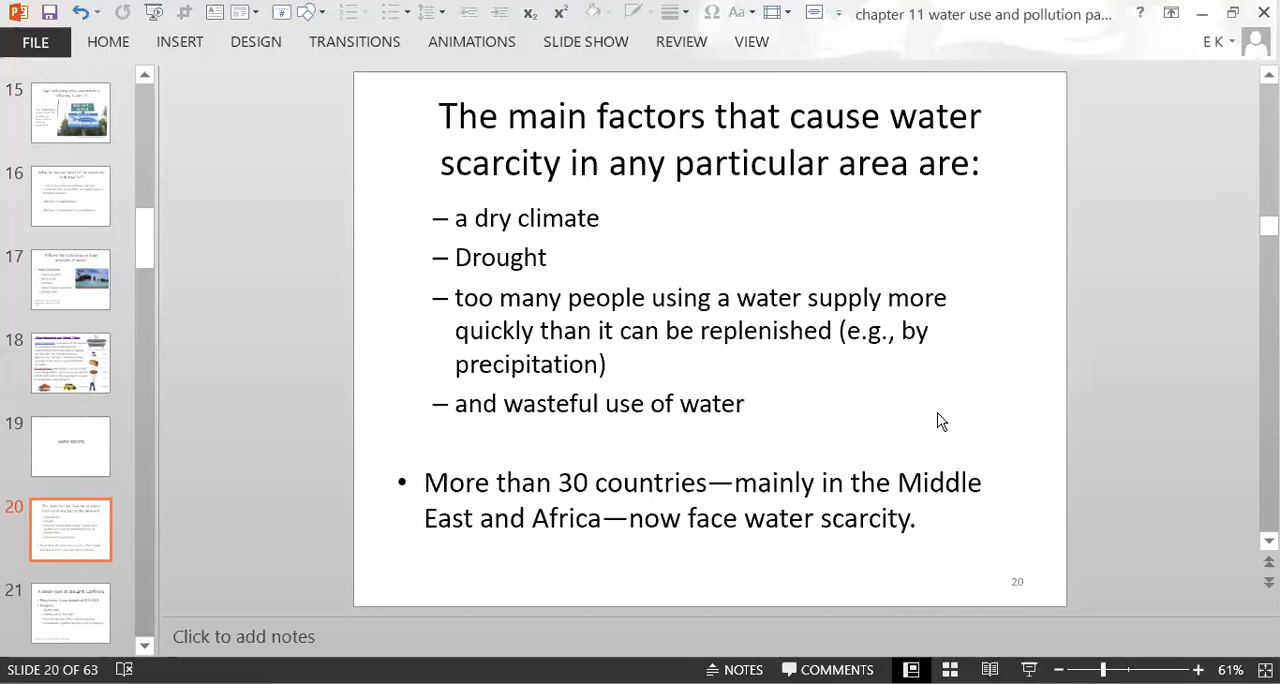 chapter 11 water use and pollution pa...
FILE
HOME
INSERT
DESIGN
TRANSITIONS
ANIMATIONS
SLIDE SHOW
REVIEW
VIEW
E K
15
16
17
18
19
20
21
The main factors that cause water
scarcity in any particular area are:
– a dry climate
– Drought
– too many people using a water supply more
quickly than it can be replenished (e.g., by
precipitation)
– and wasteful use of water
• More than 30 countries—mainly in the Middle
East and Africa—now face water scarcity.
20
Click to add notes
SLIDE 20 OF 63
NOTES
COMMENTS
61%